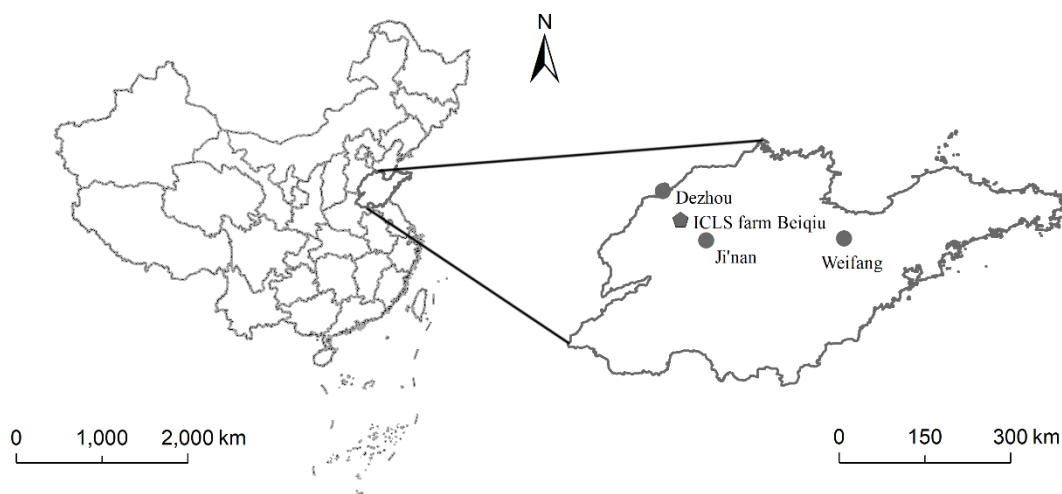 N
Dezhou
ICLS farm Beiqiu
Ji'nan
Weifang
0 1,000 2,000 km
0 150 300 km